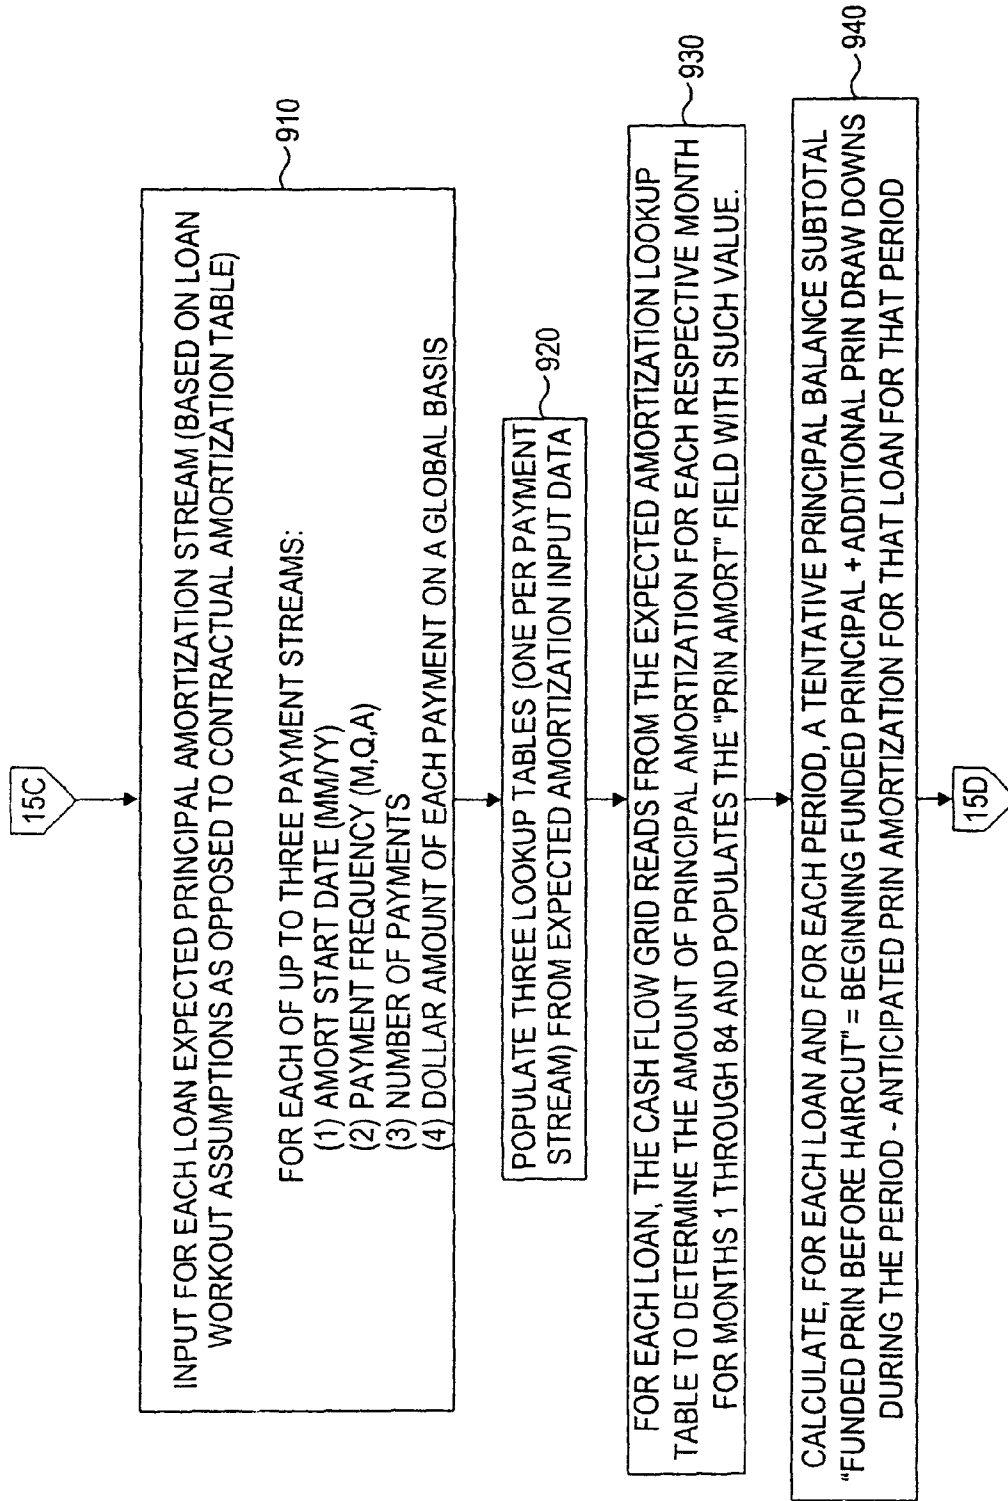 15C
910
INPUT FOR EACH LOAN EXPECTED PRINCIPAL AMORTIZATION STREAM (BASED ON LOAN
WORKOUT ASSUMPTIONS AS OPPOSED TO CONTRACTUAL AMORTIZATION TABLE)
FOR EACH OF UP TO THREE PAYMENT STREAMS:
(1) AMORT START DATE (MM/YY)
(2) PAYMENT FREQUENCY (M,Q,A)
(3) NUMBER OF PAYMENTS
(4) DOLLAR AMOUNT OF EACH PAYMENT ON A GLOBAL BASIS
920
POPULATE THREE LOOKUP TABLES (ONE PER PAYMENT
STREAM) FROM EXPECTED AMORTIZATION INPUT DATA
930
FOR EACH LOAN, THE CASH FLOW GRID READS FROM THE EXPECTED AMORTIZATION LOOKUP
TABLE TO DETERMINE THE AMOUNT OF PRINCIPAL AMORTIZATION FOR EACH RESPECTIVE MONTH
FOR MONTHS 1 THROUGH 84 AND POPULATES THE "PRIN AMORT" FIELD WITH SUCH VALUE.
940
CALCULATE, FOR EACH LOAN AND FOR EACH PERIOD, A TENTATIVE PRINCIPAL BALANCE SUBTOTAL
"FUNDED PRIN BEFORE HAIRCUT" = BEGINNING FUNDED PRINCIPAL + ADDITIONAL PRIN DRAW DOWNS
DURING THE PERIOD - ANTICIPATED PRIN AMORTIZATION FOR THAT LOAN FOR THAT PERIOD
15D